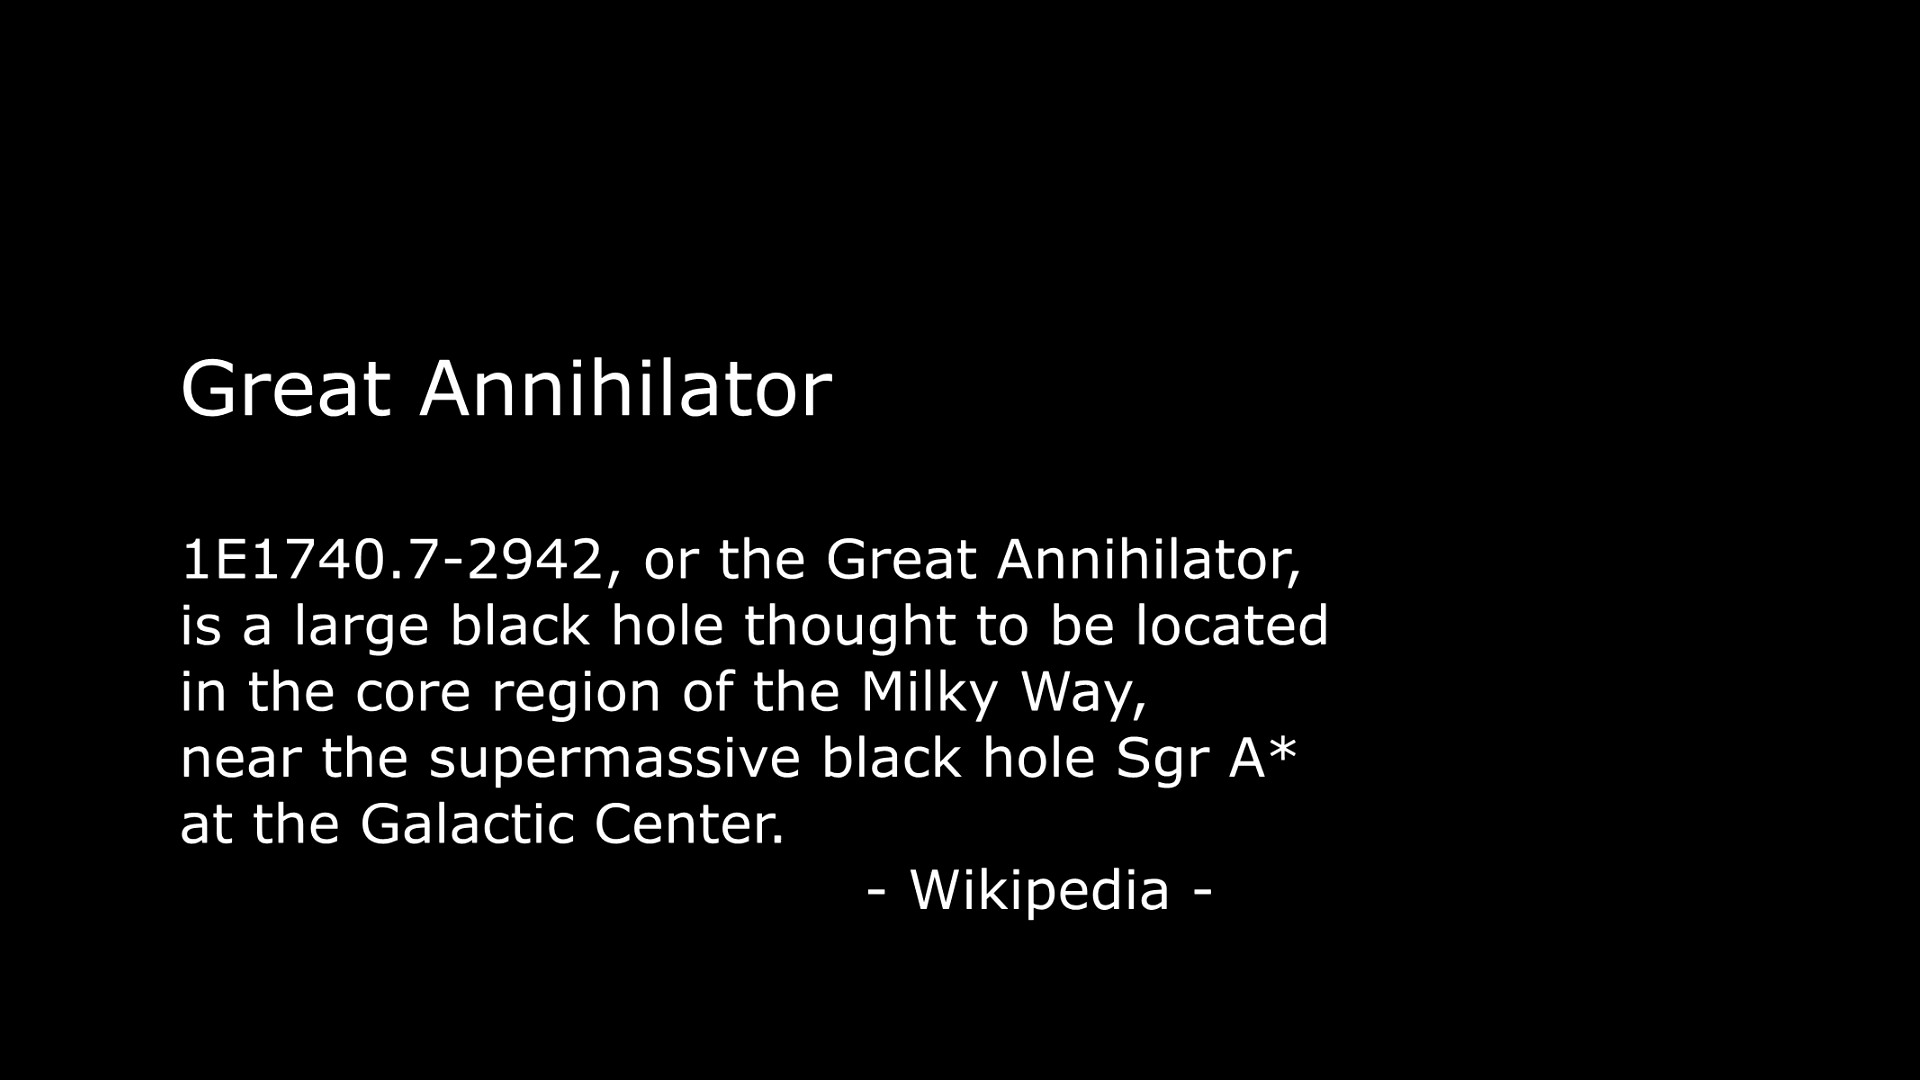 Great Annihilator
1E1740.7-2942, or the Great Annihilator,
is a large black hole thought to be located
in the core region of the Milky Way,
near the supermassive black hole Sgr A*
at the Galactic Center.
- Wikipedia -